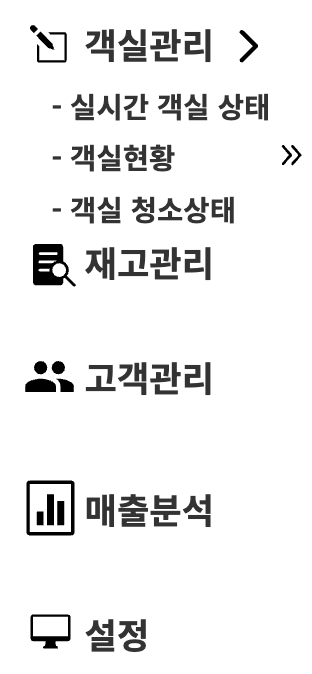 객실관리
- 실시간 객실 상태
- 객실현황
- 객실 청소상태
재고관리
고객관리
매출분석
설정